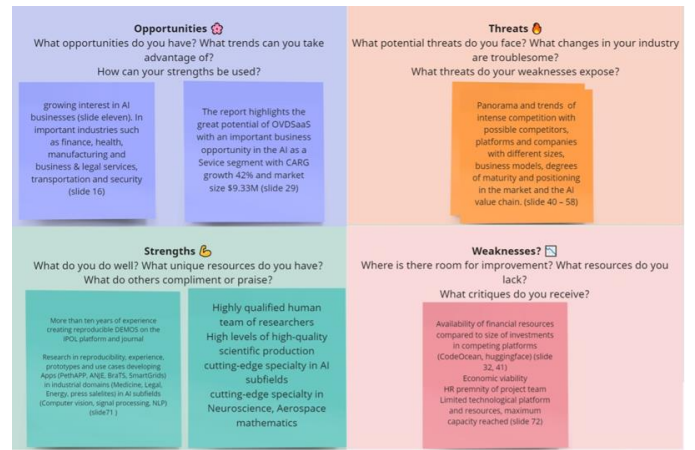 Opportunities 🌸
What opportunities do you have? What trends can you take
advantage of?
How can your strengths be used?
growing interest in AI
businesses (slide eleven). In
important industries such
as finance, health,
manufacturing and
business & legal services,
transportation and security
(slide 16)
The report highlights the
great potential of OVDSaaS
with an important business
opportunity in the AI as a
Sevice segment with CARG
growth 42% and market
size $9.33M (slide 29)
Threats 🔥
What potential threats do you face? What changes in your industry
are troublesome?
What threats do your weaknesses expose?
Panorama and trends of
intense competition with
possible competitors,
platforms and companies
with different sizes,
business models, degrees
of maturity and positioning
in the market and the AI
value chain. (slide 40 – 58)
Strengths 💪
What do you do well? What unique resources do you have?
What do others compliment or praise?
More than ten years of experience
creating reproducible DEMOS on the
IPOL platform and journal
Research in reproducibility, experience,
prototypes and use cases developing
Apps (PethAPP, ANJE, BraTS, SmartGrids)
in industrial domains (Medicine, Legal,
Energy, press satelites) in AI subfields
(Computer vision, signal processing, NLP)
(slide71 )
Highly qualified human
team of researchers
High levels of high-quality
scientific production
cutting-edge specialty in AI
subfields
cutting-edge specialty in
Neuroscience, Aerospace
mathematics
Weaknesses? 📉
Where is there room for improvement? What resources do you
lack?
What critiques do you receive?
Availability of financial resources
compared to size of investments
in competing platforms
(CodeOcean, huggingface) (slide
32, 41)
Economic viability
HR premnity of project team
Limited technological platform
and resources, maximum
capacity reached (slide 72)